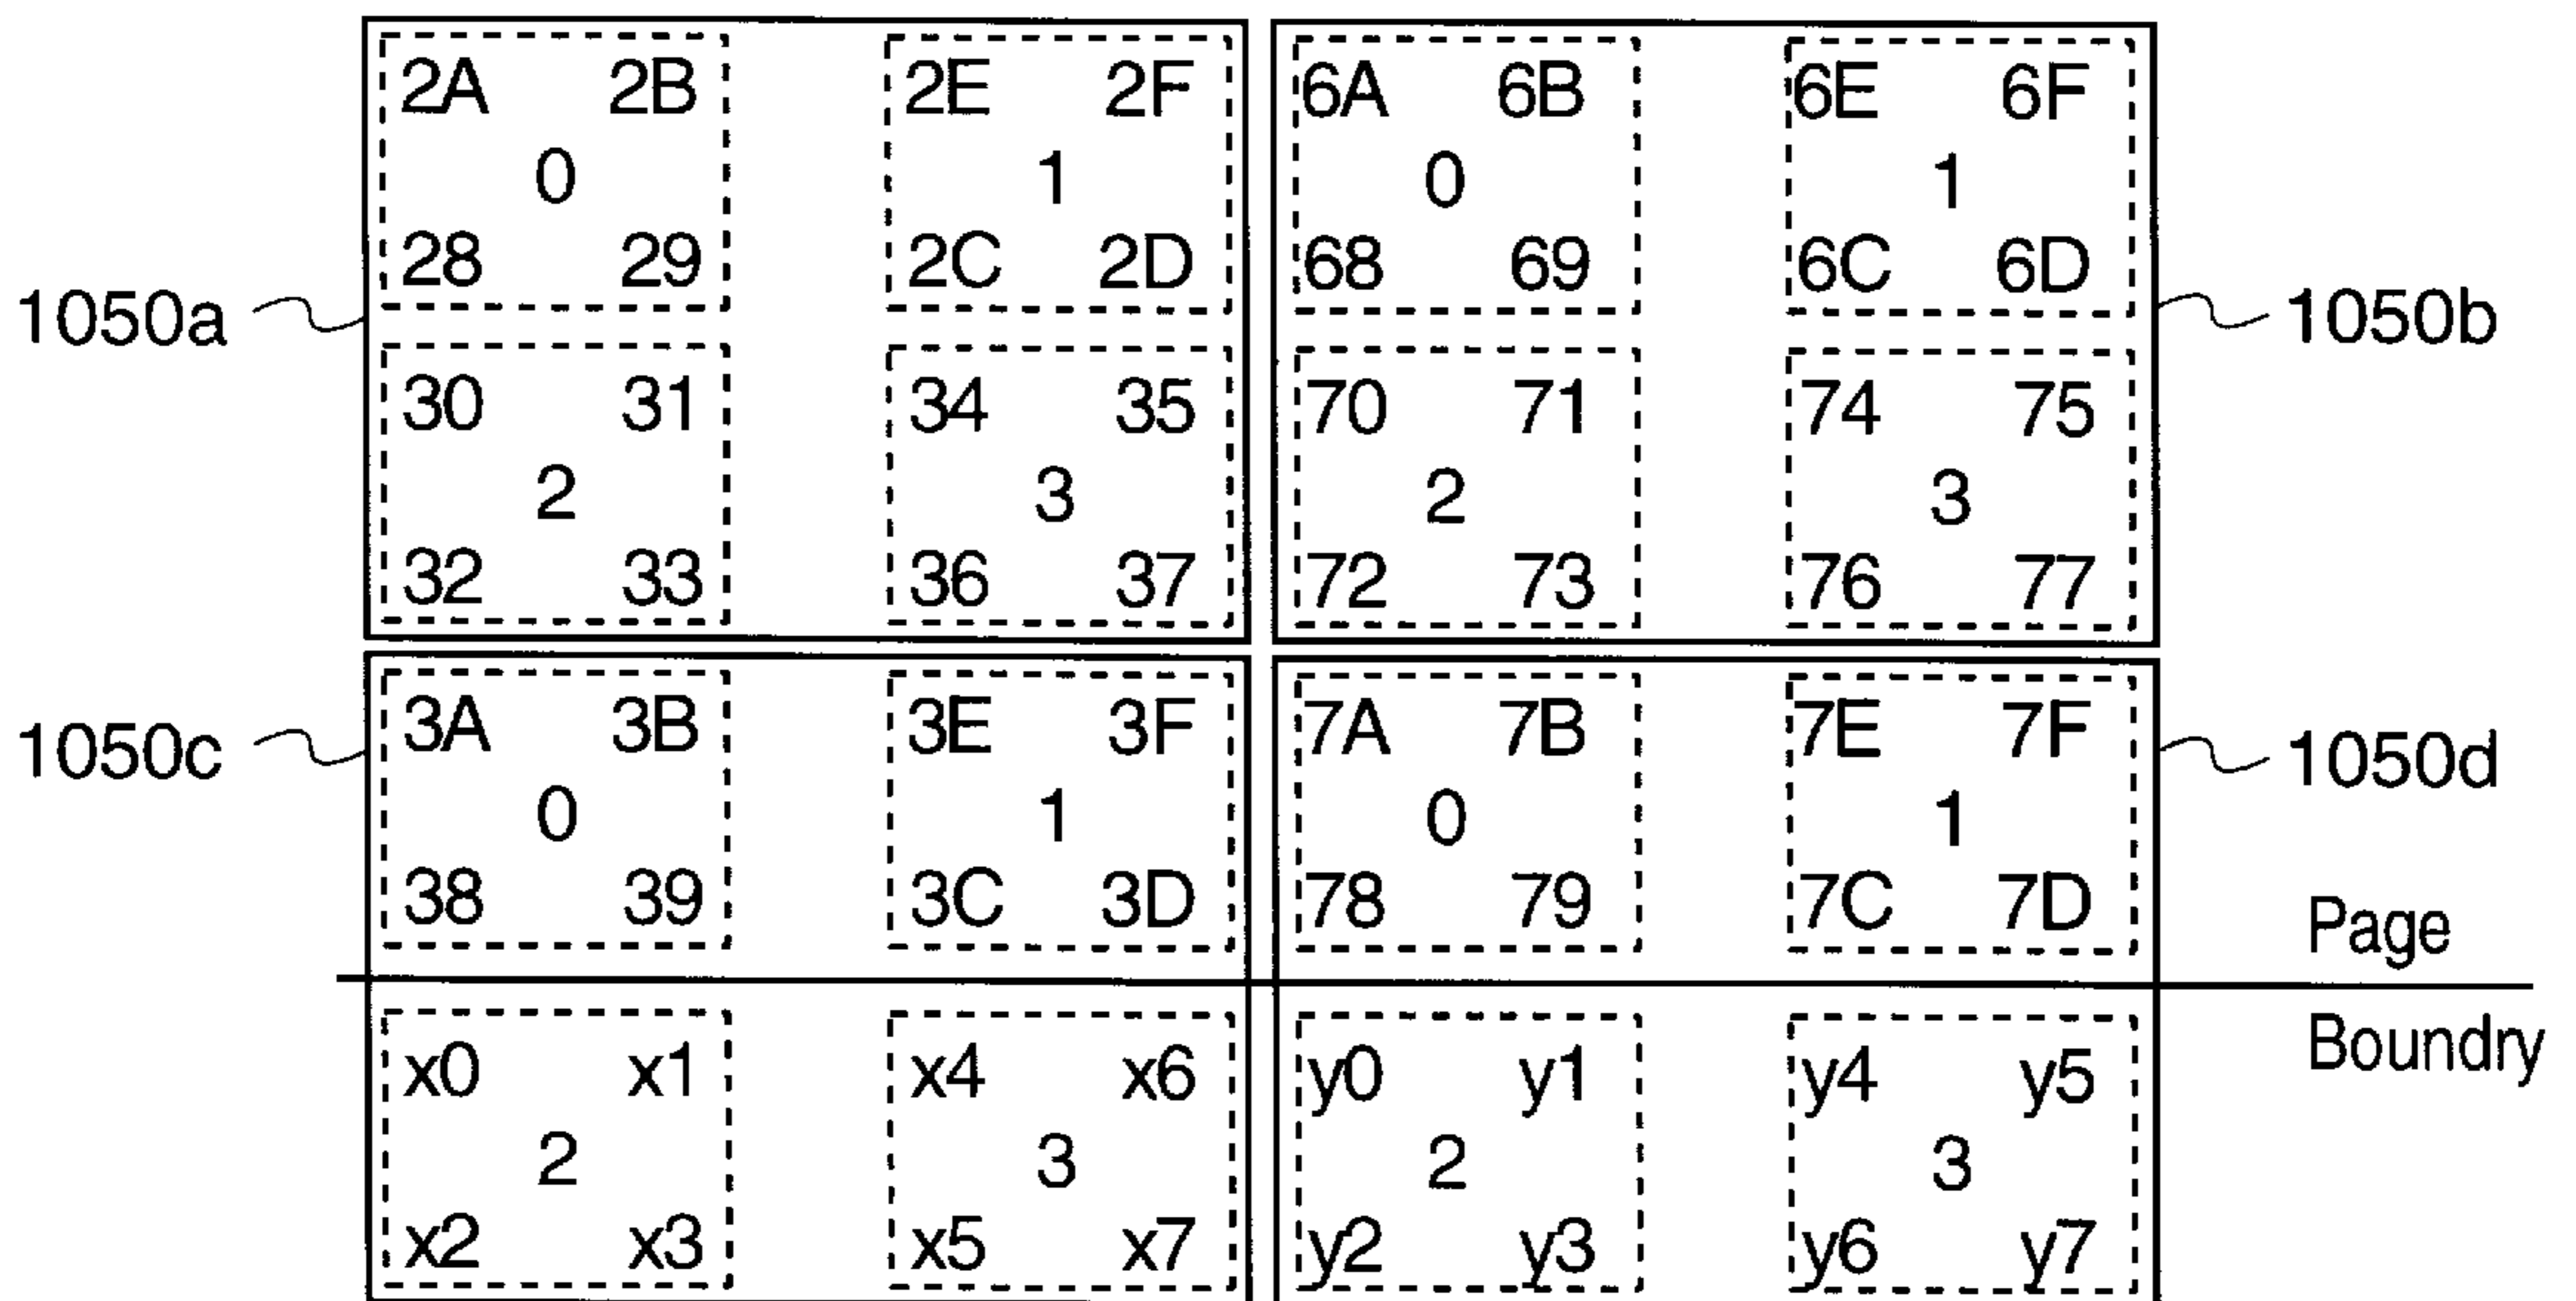 2A 2B 2E 2F 6A 6B 6E 6F
0 1 0 1
28 29 2C 2D 68 69 6C 6D
1050a 1050b
30 31 34 35 70 71 74 75
2 3 2 3
32 33 36 37 72 73 76 77
3A 3B 3E 3F 7A 7B 7E 7F
1050c 1050d
0 1 0 1
38 39 3C 3D 78 79 7C 7D
Page
Boundry
x0 x1 x4 x6 y0 y1 y4 y5
2 3 2 3
x2 x3 x5 x7 y2 y3 y6 y7